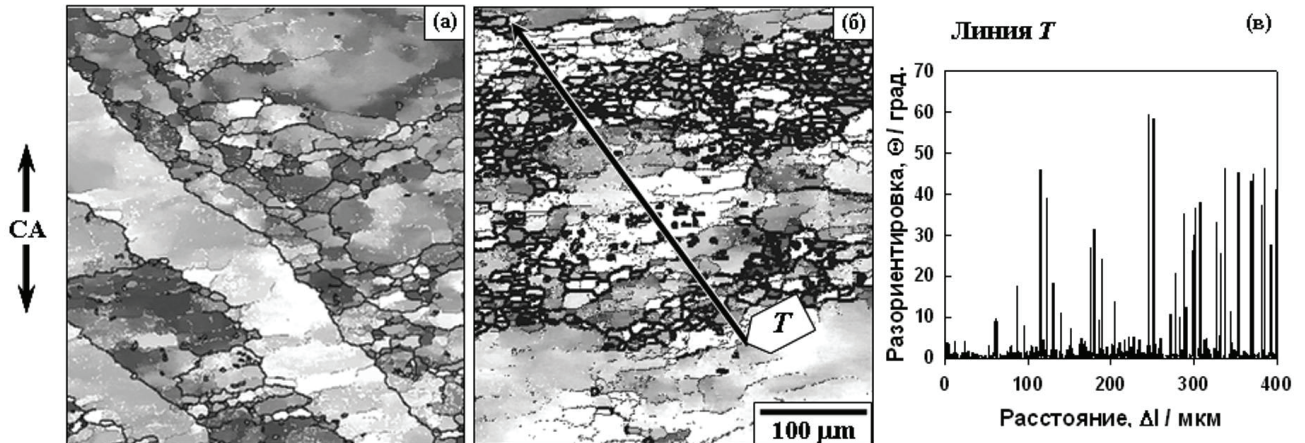 (а)
(б)
(в)
Линия T
CA
T
100 μm
Разориентировка, Θ / град.
70
60
50
40
30
20
10
0
0 100 200 300 400
Расстояние, Δl / мкм